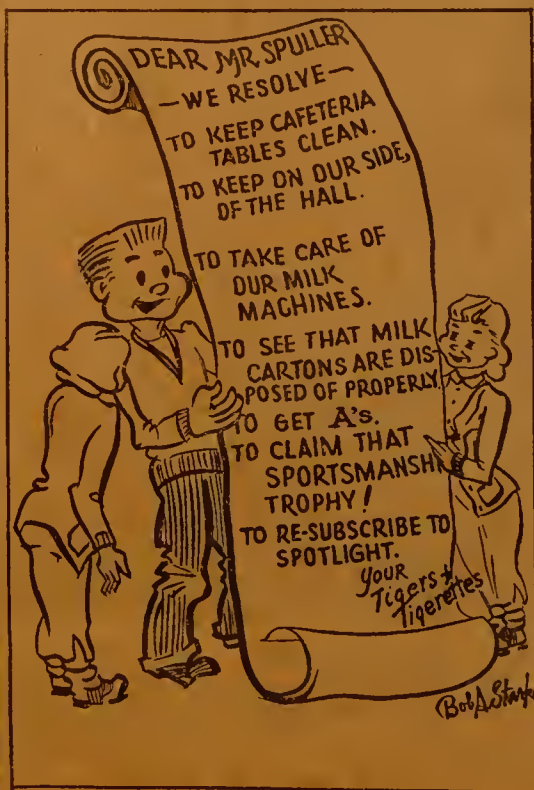 DEAR MR. SPULLER
—WE RESOLVE—
TO KEEP CAFETERIA
TABLES CLEAN.
TO KEEP ON OUR SIDE,
OF THE HALL.
TO TAKE CARE OF
OUR MILK
MACHINES.
TO SEE THAT MILK
CARTONS ARE DIS-
POSED OF PROPERLY
TO GET A's.
TO CLAIM THAT
SPORTSMANSHI
TROPHY!
TO RE-SUBSCRIBE TO
SPOTLIGHT.
YOUR
Tigers +
Tigerettes
Bob A